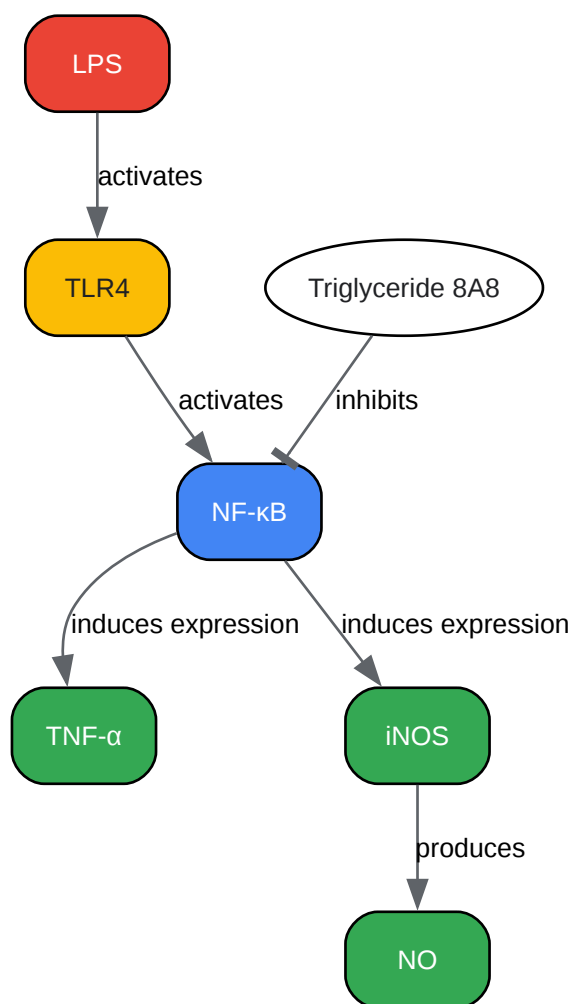 LPS
activates
TLR4
Triglyceride 8A8
activates
inhibits
NF-κB
induces expression
induces expression
TNF-α
iNOS
produces
NO